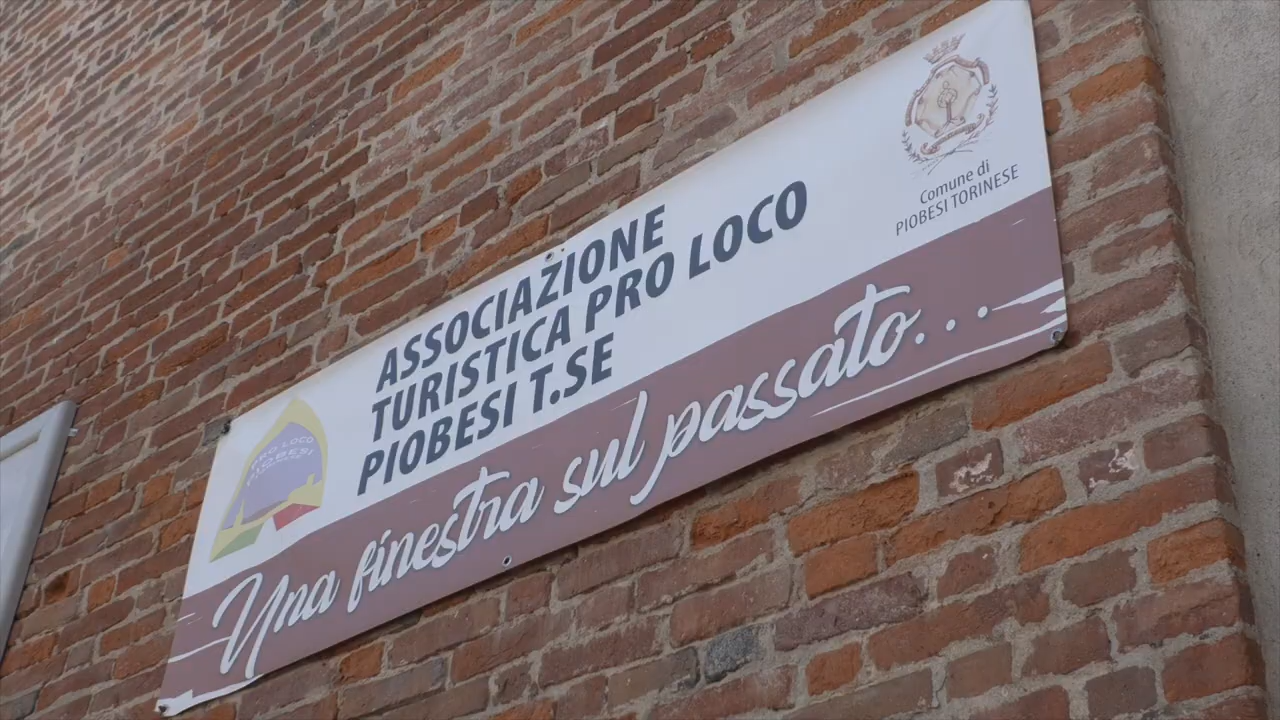 Comune di
PIOBESI TORINESE
ASSOCIAZIONE
TURISTICA PRO LOCO
PIOBESI T.SE
PRO LOCO
PIOBESI
Una finestra sul passato...